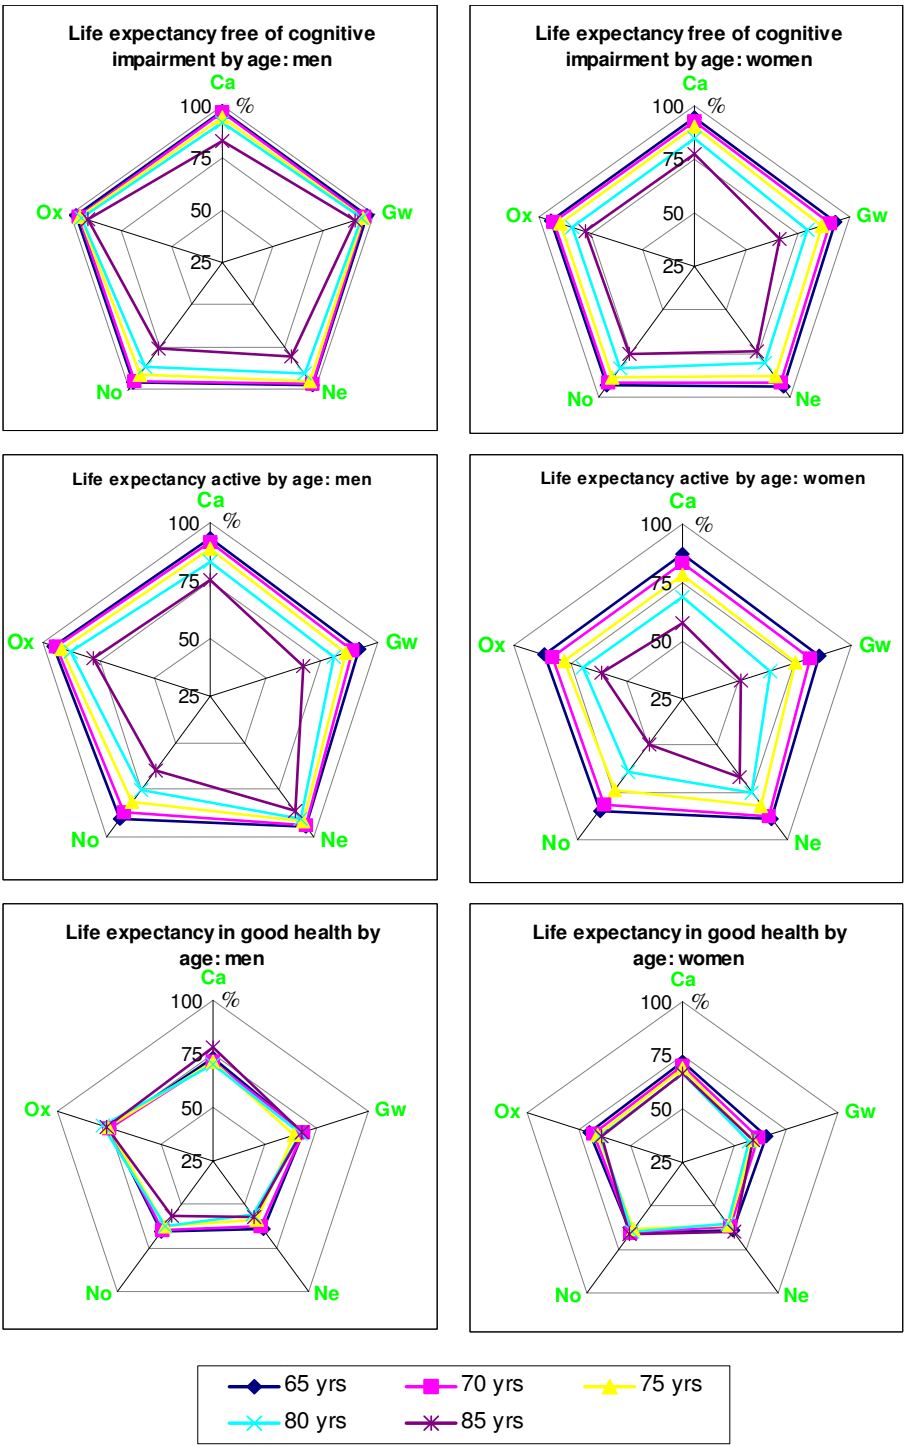 Life expectancy free of cognitive
impairment by age: men
Ca
100 %
75
50
25
Ox
Gw
No
Ne
Life expectancy free of cognitive
impairment by age: women
Ca
100 %
75
50
25
Ox
Gw
No
Ne
Life expectancy active by age: men
Ca
100 %
75
50
25
Ox
Gw
No
Ne
Life expectancy active by age: women
Ca
100 %
75
50
25
Ox
Gw
No
Ne
Life expectancy in good health by
age: men
Ca
100 %
75
50
25
Ox
Gw
No
Ne
Life expectancy in good health by
age: women
Ca
100 %
75
50
25
Ox
Gw
No
Ne
65 yrs 70 yrs 75 yrs
80 yrs 85 yrs